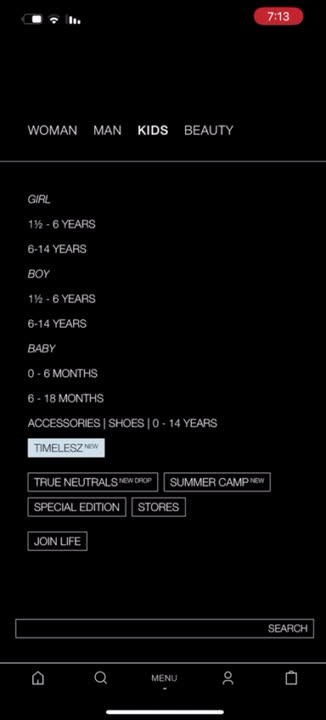 7:13
WOMAN MAN KIDS BEAUTY
GIRL
1½ - 6 YEARS
6-14 YEARS
BOY
1½ - 6 YEARS
6-14 YEARS
BABY
0 - 6 MONTHS
6 - 18 MONTHS
ACCESSORIES | SHOES | 0 - 14 YEARS
TIMELESZ NEW
TRUE NEUTRALS NEW DROP SUMMER CAMP NEW
SPECIAL EDITION STORES
JOIN LIFE
SEARCH
MENU